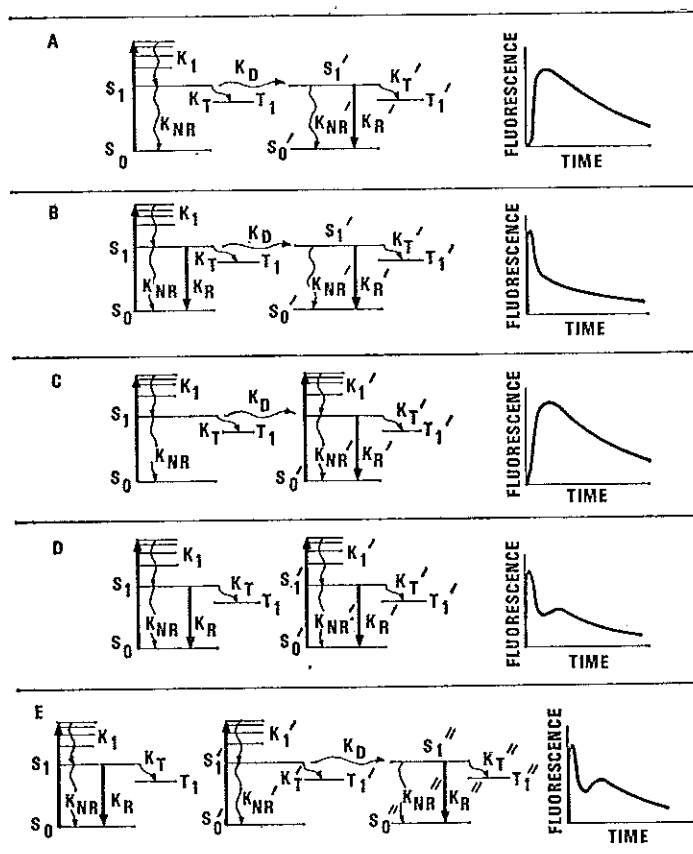 A
K1
KD
S1′
KT′
S1
KT
T1
T1′
KNR
KNR′
KR′
S0
S0′
FLUORESCENCE
TIME
B
K1
KD
S1′
KT′
S1
KT
T1
T1′
KNR
KR
KNR′
KR′
S0
S0′
FLUORESCENCE
TIME
C
K1
KD
K1′
S1
KT
T1
KT′
T1′
KNR
KNR′
KR′
S0
S0′
FLUORESCENCE
TIME
D
K1
K1′
S1
KT
T1
S1′
KT′
T1′
KNR
KR
KNR′
KR′
S0
S0′
FLUORESCENCE
TIME
E
K1
K1′
KD
S1″
KT″
S1
KT
T1
S1′
KT′
T1′
T1″
KNR
KR
KNR′
KNR″
KR″
S0
S0′
S0″
FLUORESCENCE
TIME